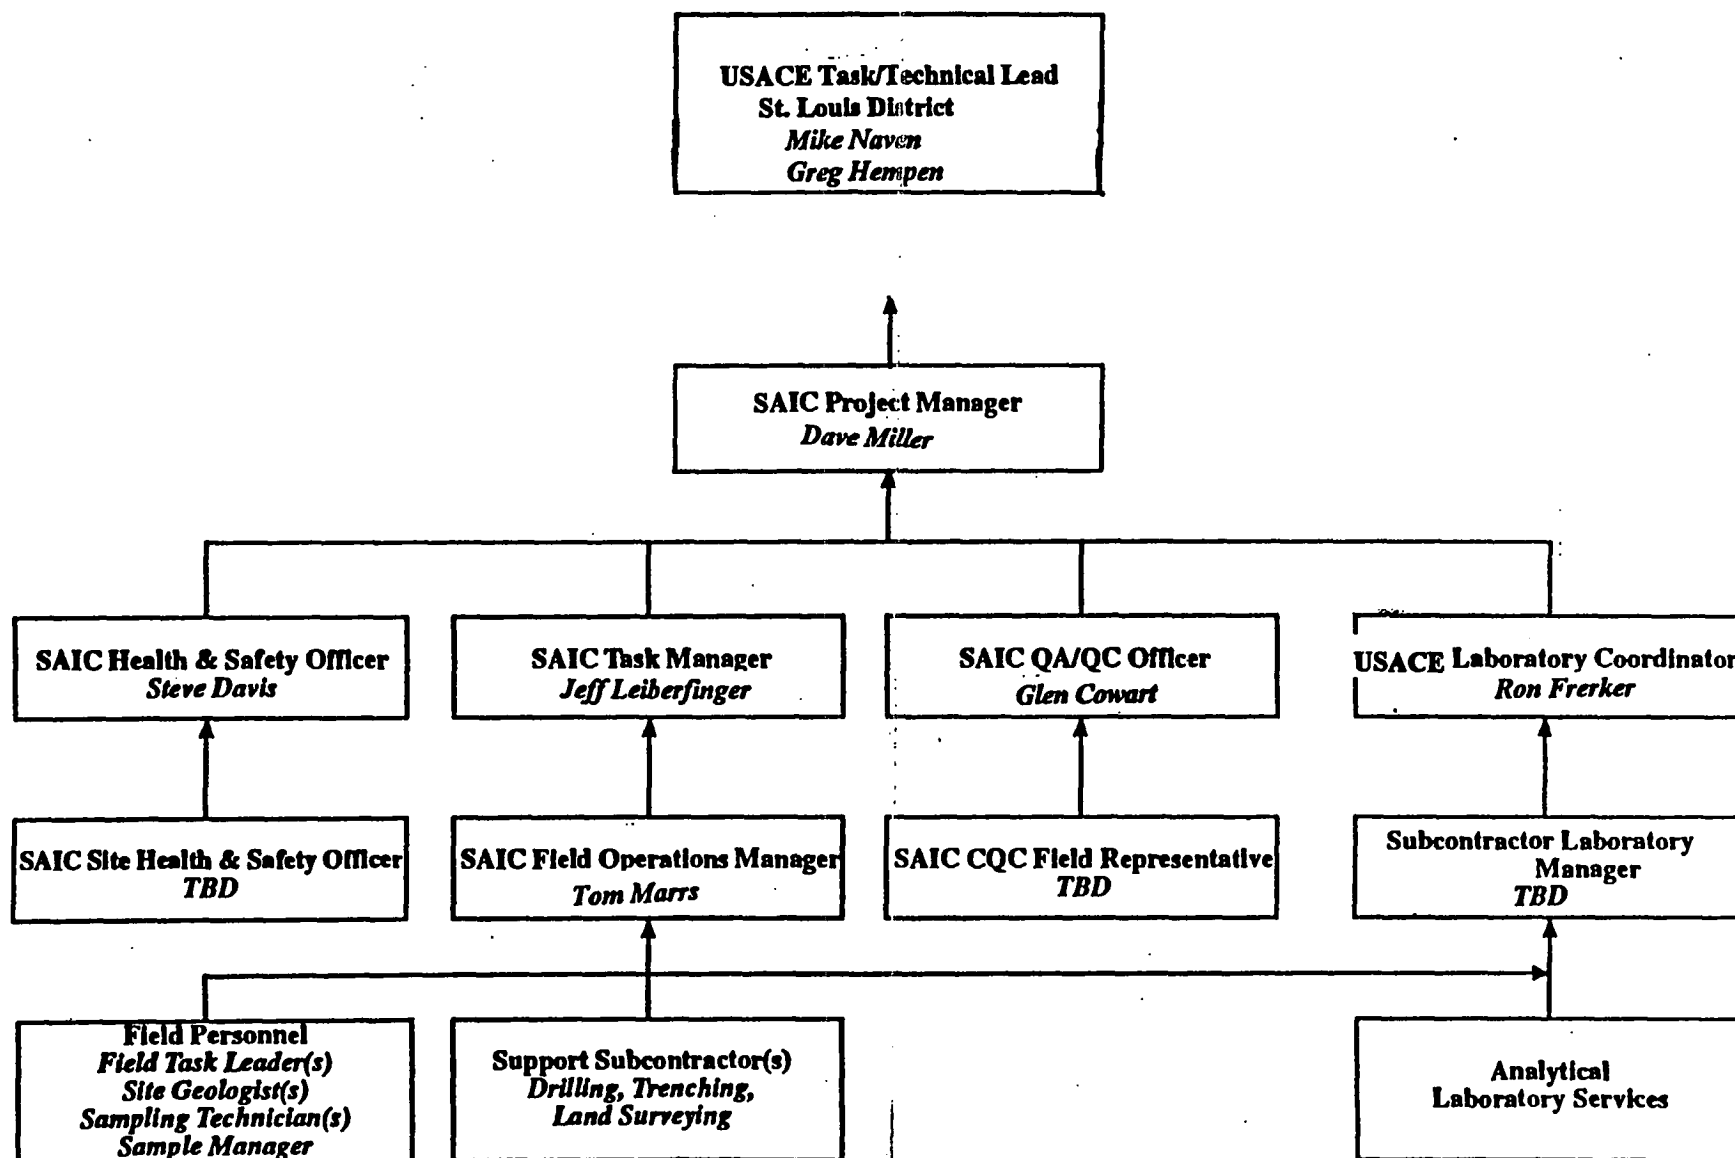 USACE Task/Technical Lead
St. Louis District
Mike Naven
Greg Hempen
SAIC Project Manager
Dave Miller
SAIC Health & Safety Officer
Steve Davis
SAIC Task Manager
Jeff Leiberfinger
SAIC QA/QC Officer
Glen Cowart
USACE Laboratory Coordinator
Ron Frerker
SAIC Site Health & Safety Officer
TBD
SAIC Field Operations Manager
Tom Marrs
SAIC CQC Field Representative
TBD
Subcontractor Laboratory
Manager
TBD
Field Personnel
Field Task Leader(s)
Site Geologist(s)
Sampling Technician(s)
Sample Manager
Support Subcontractor(s)
Drilling, Trenching,
Land Surveying
Analytical
Laboratory Services